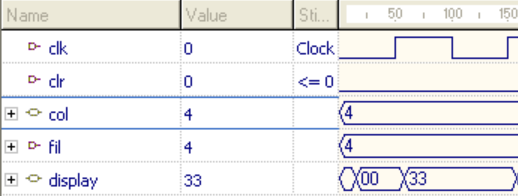 Name Value Sti... 50 100 150
clk 0 Clock
clr 0 <= 0
col 4 4
fil 4 4
display 33 00 33